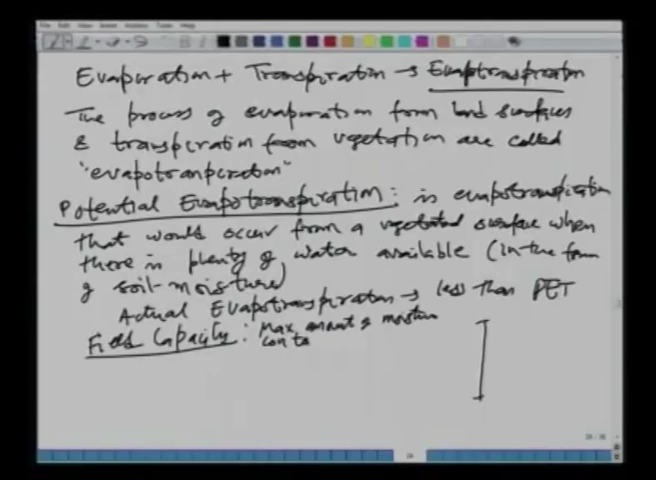 Evaporation + Transpiration → Evapotranspiration
The process of evaporation from land surfaces
& transpiration from vegetation are called
"evapotranpiration"
Potential Evapotranspiration: is evapotranspiration
that would occur from a vegetated surface when
there is plenty of water available (in the form
of soil-moisture)
Actual Evapotranspiration → less than PET
Field Capacity: Max. amount of moisture
con te